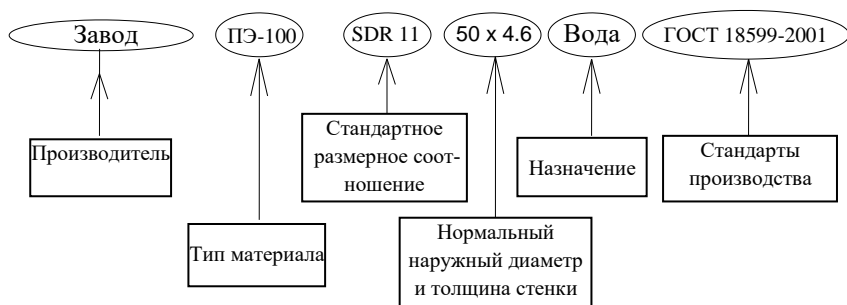 Завод ПЭ-100 SDR 11 50 x 4.6 Вода ГОСТ 18599-2001
Производитель
Тип материала
Стандартное
размерное соот-
ношение
Нормальный
наружный диаметр
и толщина стенки
Назначение
Стандарты
производства